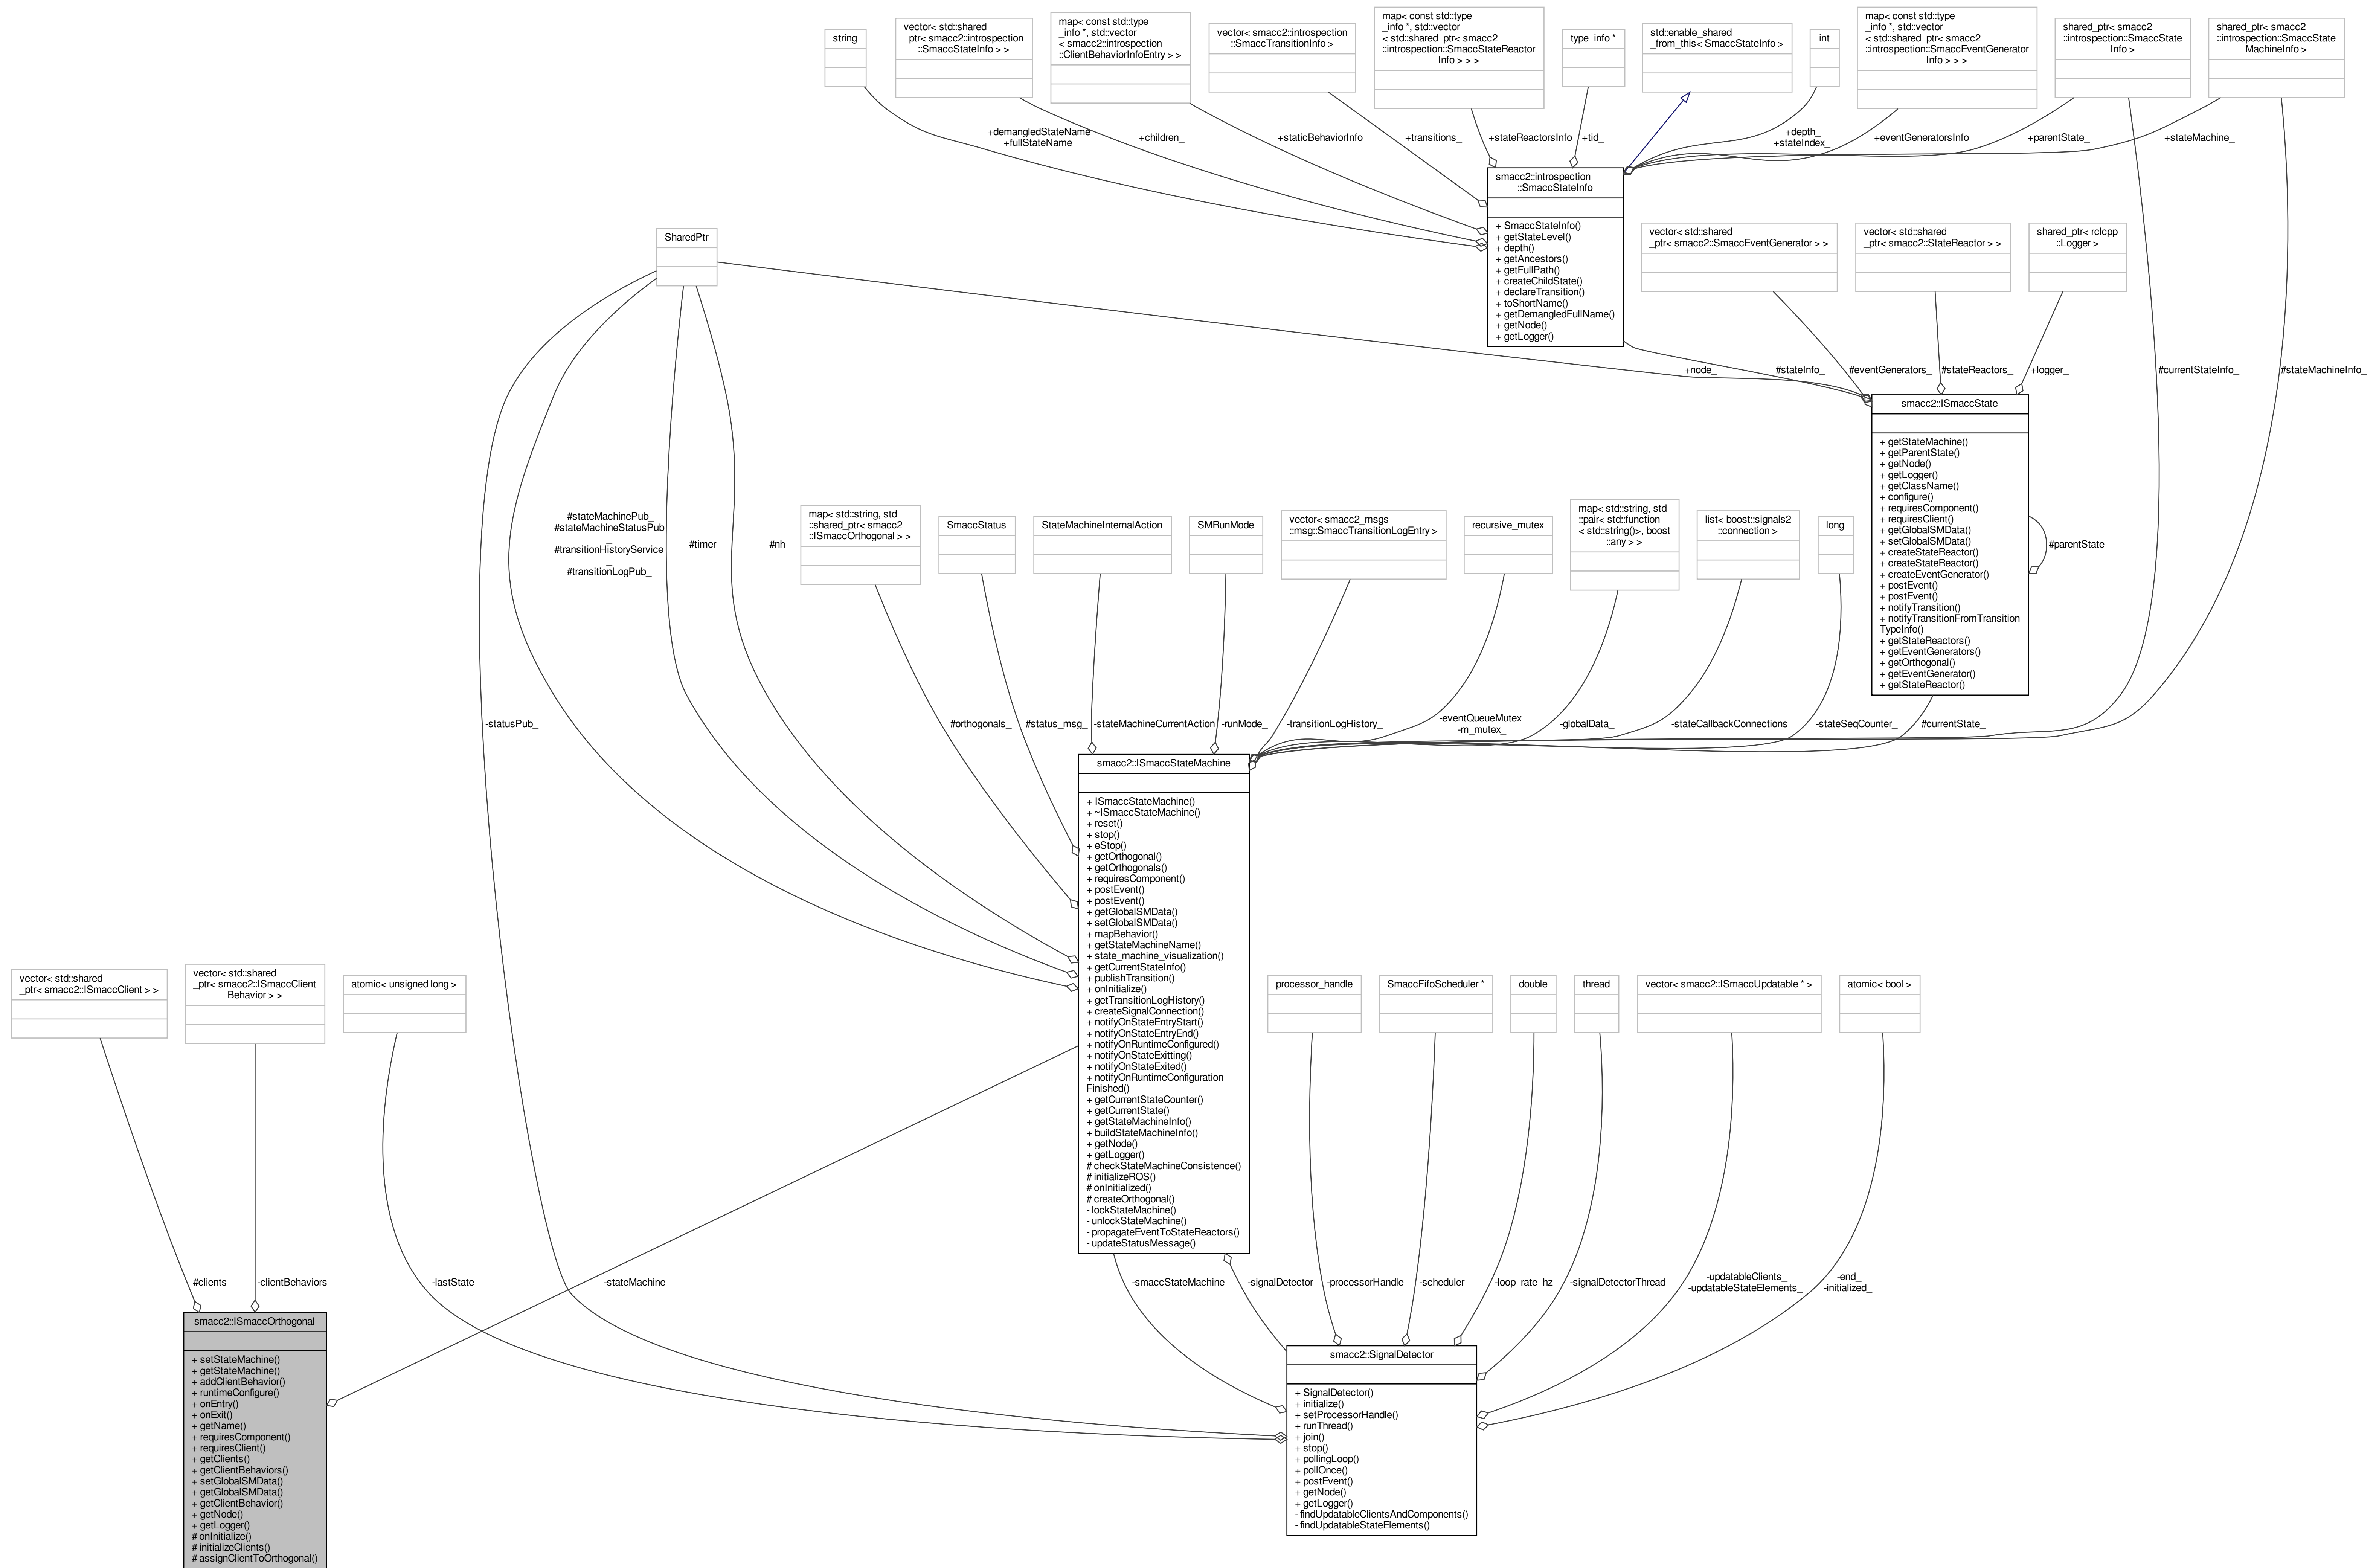 string
vector< std::shared
_ptr< smacc2::introspection
::SmaccStateInfo > >
map< const std::type
_info *, std::vector
< smacc2::introspection
::ClientBehaviorInfoEntry > >
vector< smacc2::introspection
::SmaccTransitionInfo >
map< const std::type
_info *, std::vector
< std::shared_ptr< smacc2
::introspection::SmaccStateReactor
Info > > >
type_info *
std::enable_shared
_from_this< SmaccStateInfo >
int
map< const std::type
_info *, std::vector
< std::shared_ptr< smacc2
::introspection::SmaccEventGenerator
Info > > >
shared_ptr< smacc2
::introspection::SmaccState
Info >
shared_ptr< smacc2
::introspection::SmaccState
MachineInfo >
+demangledStateName
+fullStateName
+children_
+staticBehaviorInfo
+transitions_
+stateReactorsInfo
+tid_
+depth_
+stateIndex_
+eventGeneratorsInfo
+parentState_
+stateMachine_
smacc2::introspection
::SmaccStateInfo
+ SmaccStateInfo()
+ getStateLevel()
+ depth()
+ getAncestors()
+ getFullPath()
+ createChildState()
+ declareTransition()
+ toShortName()
+ getDemangledFullName()
+ getNode()
+ getLogger()
SharedPtr
vector< std::shared
_ptr< smacc2::SmaccEventGenerator > >
vector< std::shared
_ptr< smacc2::StateReactor > >
shared_ptr< rclcpp
::Logger >
+node_
#stateInfo_
#eventGenerators_
#stateReactors_
+logger_
#currentStateInfo_
#stateMachineInfo_
smacc2::ISmaccState
+ getStateMachine()
+ getParentState()
+ getNode()
+ getLogger()
+ getClassName()
+ configure()
+ requiresComponent()
+ requiresClient()
+ getGlobalSMData()
+ setGlobalSMData()
+ createStateReactor()
+ createStateReactor()
+ createEventGenerator()
+ postEvent()
+ postEvent()
+ notifyTransition()
+ notifyTransitionFromTransition
TypeInfo()
+ getStateReactors()
+ getEventGenerators()
+ getOrthogonal()
+ getEventGenerator()
+ getStateReactor()
#parentState_
#stateMachinePub_
#stateMachineStatusPub
_
#transitionHistoryService
_
#transitionLogPub_
#timer_
#nh_
map< std::string, std
::shared_ptr< smacc2
::ISmaccOrthogonal > >
SmaccStatus
StateMachineInternalAction
SMRunMode
vector< smacc2_msgs
::msg::SmaccTransitionLogEntry >
recursive_mutex
map< std::string, std
::pair< std::function
< std::string()>, boost
::any > >
list< boost::signals2
::connection >
long
-statusPub_
#orthogonals_
#status_msg_
-stateMachineCurrentAction
-runMode_
-transitionLogHistory_
-eventQueueMutex_
-m_mutex_
-globalData_
-stateCallbackConnections
-stateSeqCounter_
#currentState_
smacc2::ISmaccStateMachine
+ ISmaccStateMachine()
+ ~ISmaccStateMachine()
+ reset()
+ stop()
+ eStop()
+ getOrthogonal()
+ getOrthogonals()
+ requiresComponent()
+ postEvent()
+ postEvent()
+ getGlobalSMData()
+ setGlobalSMData()
+ mapBehavior()
+ getStateMachineName()
+ state_machine_visualization()
+ getCurrentStateInfo()
+ publishTransition()
+ onInitialize()
+ getTransitionLogHistory()
+ createSignalConnection()
+ notifyOnStateEntryStart()
+ notifyOnStateEntryEnd()
+ notifyOnRuntimeConfigured()
+ notifyOnStateExitting()
+ notifyOnStateExited()
+ notifyOnRuntimeConfiguration
Finished()
+ getCurrentStateCounter()
+ getCurrentState()
+ getStateMachineInfo()
+ buildStateMachineInfo()
+ getNode()
+ getLogger()
# checkStateMachineConsistence()
# initializeROS()
# onInitialized()
# createOrthogonal()
- lockStateMachine()
- unlockStateMachine()
- propagateEventToStateReactors()
- updateStatusMessage()
vector< std::shared
_ptr< smacc2::ISmaccClient > >
vector< std::shared
_ptr< smacc2::ISmaccClient
Behavior > >
atomic< unsigned long >
processor_handle
SmaccFifoScheduler *
double
thread
vector< smacc2::ISmaccUpdatable * >
atomic< bool >
#clients_
-clientBehaviors_
-lastState_
-stateMachine_
-smaccStateMachine_
-signalDetector_
-processorHandle_
-scheduler_
-loop_rate_hz
-signalDetectorThread_
-updatableClients_
-updatableStateElements_
-end_
-initialized_
smacc2::ISmaccOrthogonal
+ setStateMachine()
+ getStateMachine()
+ addClientBehavior()
+ runtimeConfigure()
+ onEntry()
+ onExit()
+ getName()
+ requiresComponent()
+ requiresClient()
+ getClients()
+ getClientBehaviors()
+ setGlobalSMData()
+ getGlobalSMData()
+ getClientBehavior()
+ getNode()
+ getLogger()
# onInitialize()
# initializeClients()
# assignClientToOrthogonal()
smacc2::SignalDetector
+ SignalDetector()
+ initialize()
+ setProcessorHandle()
+ runThread()
+ join()
+ stop()
+ pollingLoop()
+ pollOnce()
+ postEvent()
+ getNode()
+ getLogger()
- findUpdatableClientsAndComponents()
- findUpdatableStateElements()